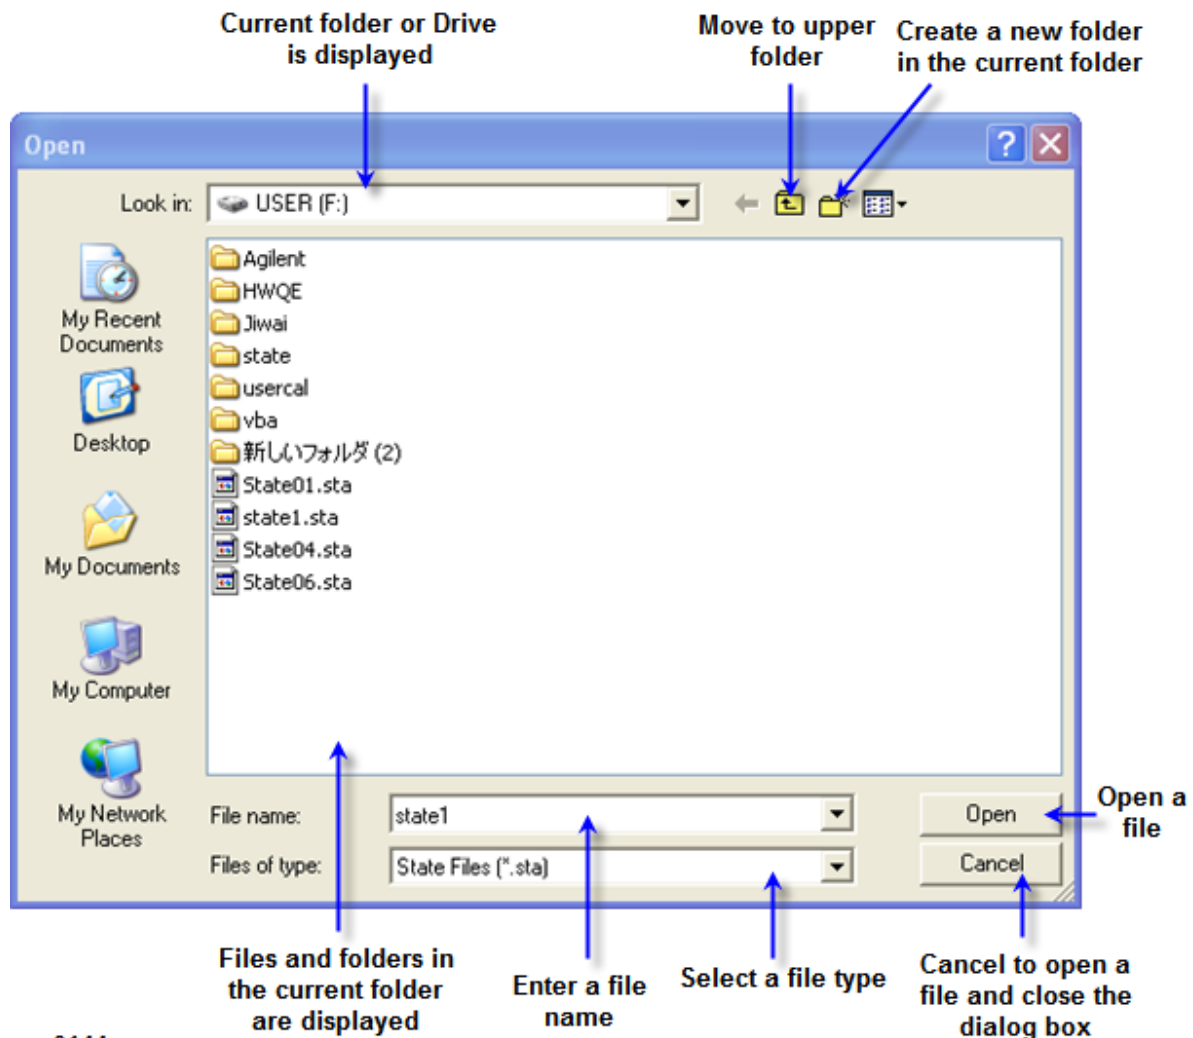 Current folder or Drive
is displayed
Move to upper
folder
Create a new folder
in the current folder
Open
Look in:
USER (F:)
Agilent
HWQE
Jiwai
state
usercal
vba
新しいフォルダ (2)
State01.sta
state1.sta
State04.sta
State06.sta
My Recent
Documents
Desktop
My Documents
My Computer
My Network
Places
File name:
state1
Open
Files of type:
State Files (*.sta)
Cancel
Open a
file
Files and folders in
the current folder
are displayed
Enter a file
name
Select a file type
Cancel to open a
file and close the
dialog box